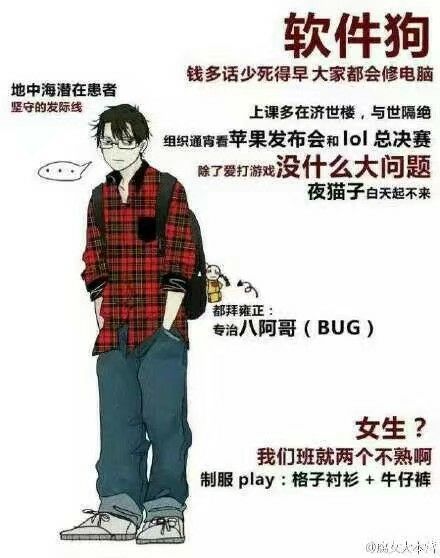 软件狗
钱多话少死得早 大家都会修电脑
地中海潜在患者
坚守的发际线
上课多在济世楼，与世隔绝
组织通宵看苹果发布会和 lol 总决赛
除了爱打游戏没什么大问题
夜猫子白天起不来
...
都拜雍正：
专治八阿哥（BUG）
女生？
我们班就两个不熟啊
制服 play：格子衬衫 + 牛仔裤